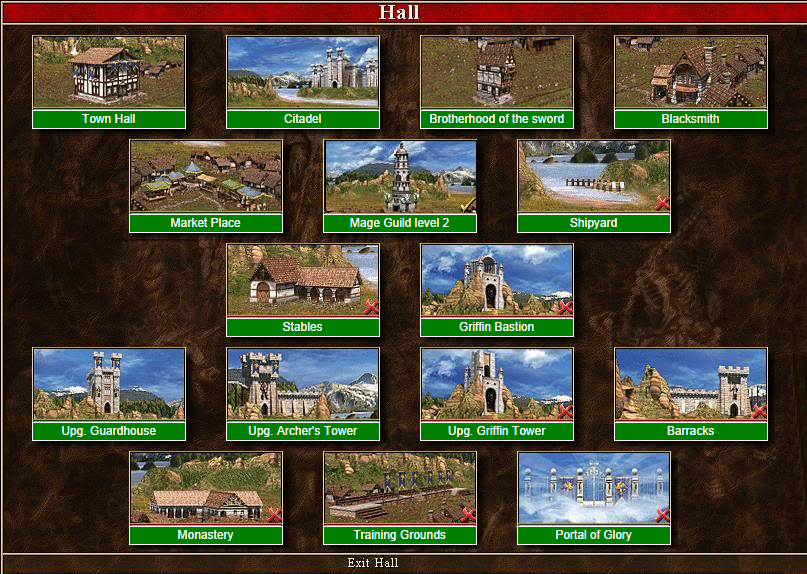 Hall
Town Hall
Citadel
Brotherhood of the sword
Blacksmith
Market Place
Mage Guild level 2
Shipyard
Stables
Griffin Bastion
Upg. Guardhouse
Upg. Archer's Tower
Upg. Griffin Tower
Barracks
Monastery
Training Grounds
Portal of Glory
Exit Hall